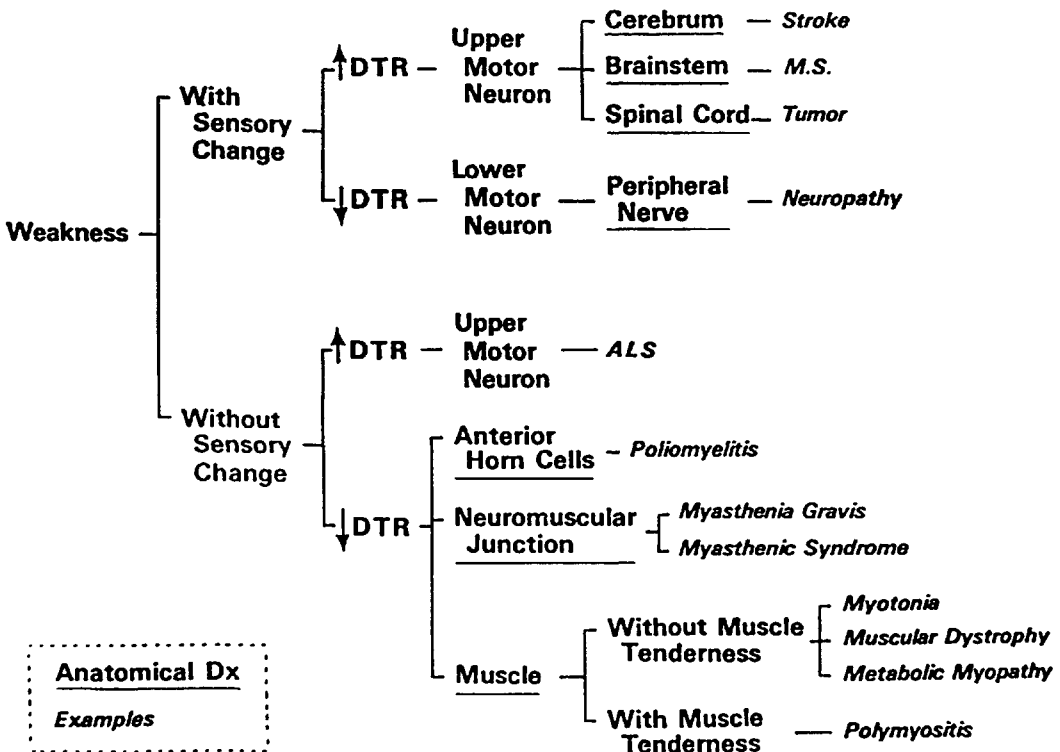 Weakness
With
Sensory
Change
↑DTR
Upper
Motor
Neuron
Cerebrum
Stroke
Brainstem
M.S.
Spinal Cord
Tumor
↓DTR
Lower
Motor
Neuron
Peripheral
Nerve
Neuropathy
Without
Sensory
Change
↑DTR
Upper
Motor
Neuron
ALS
↓DTR
Anterior
Horn Cells
Poliomyelitis
Neuromuscular
Junction
Myasthenia Gravis
Myasthenic Syndrome
Muscle
Without Muscle
Tenderness
Myotonia
Muscular Dystrophy
Metabolic Myopathy
With Muscle
Tenderness
Polymyositis
Anatomical Dx
Examples